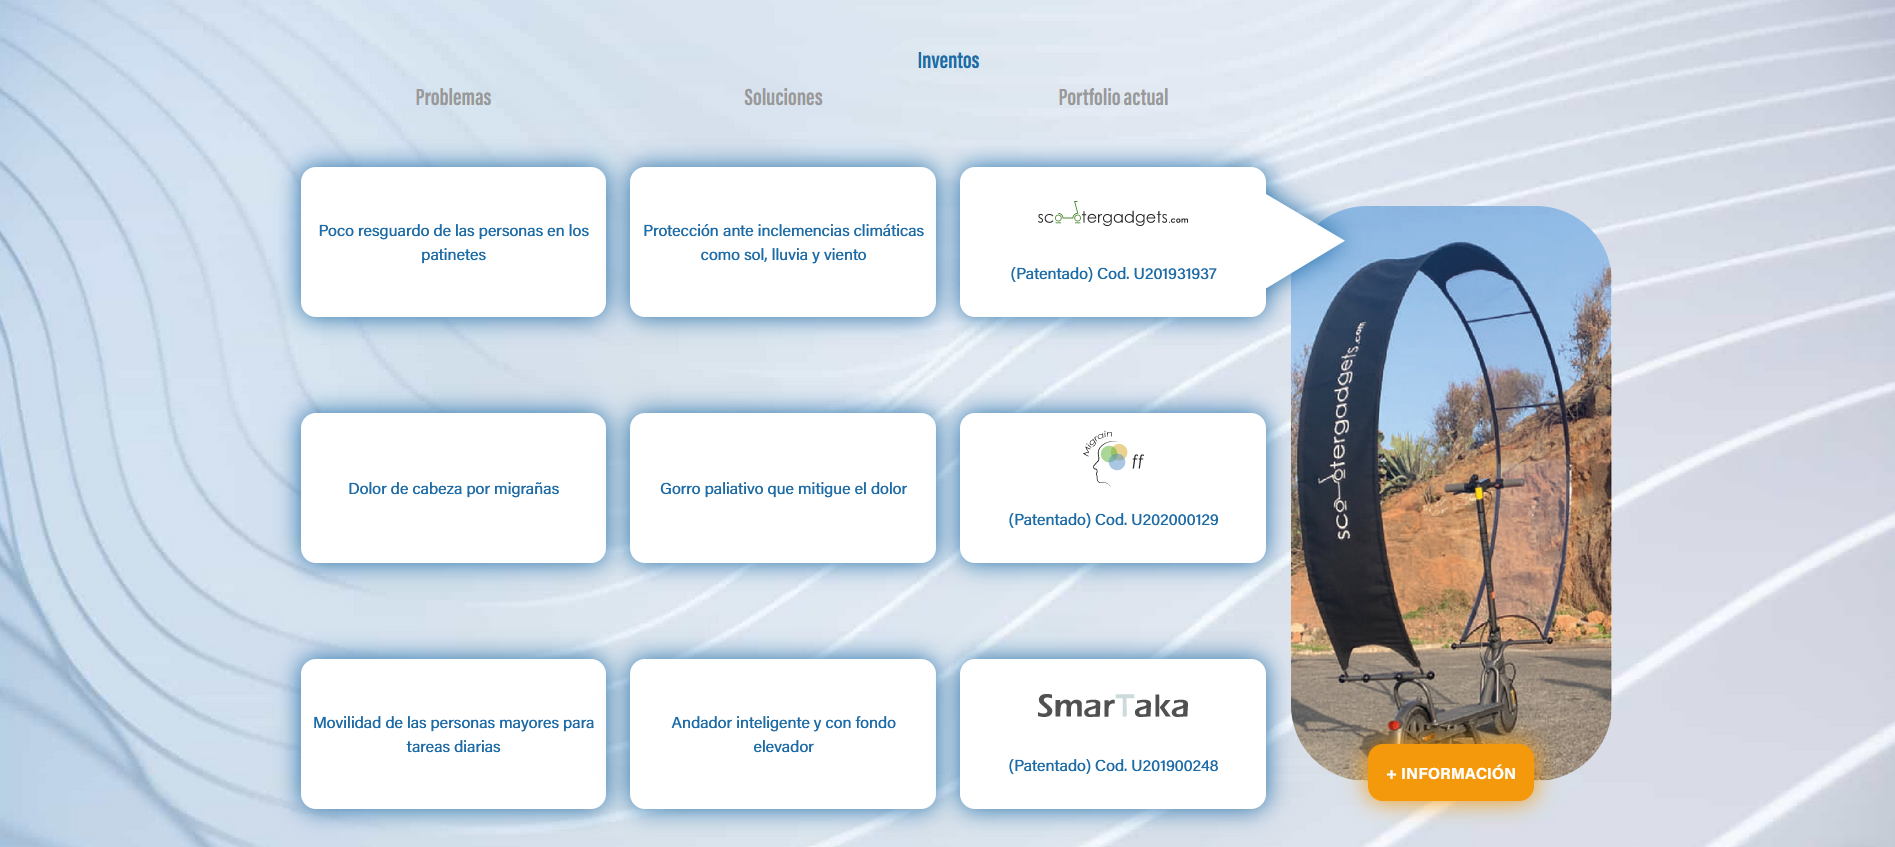 Inventos
Problemas
Soluciones
Portfolio actual
Poco resguardo de las personas en los
patinetes
Protección ante inclemencias climáticas
como sol, lluvia y viento
scootergadgets.com
(Patentado) Cod. U201931937
scootergadgets.com
Dolor de cabeza por migrañas
Gorro paliativo que mitigue el dolor
Migrain
ff
(Patentado) Cod. U202000129
Movilidad de las personas mayores para
tareas diarias
Andador inteligente y con fondo
elevador
SmarTaka
(Patentado) Cod. U201900248
+ INFORMACIÓN